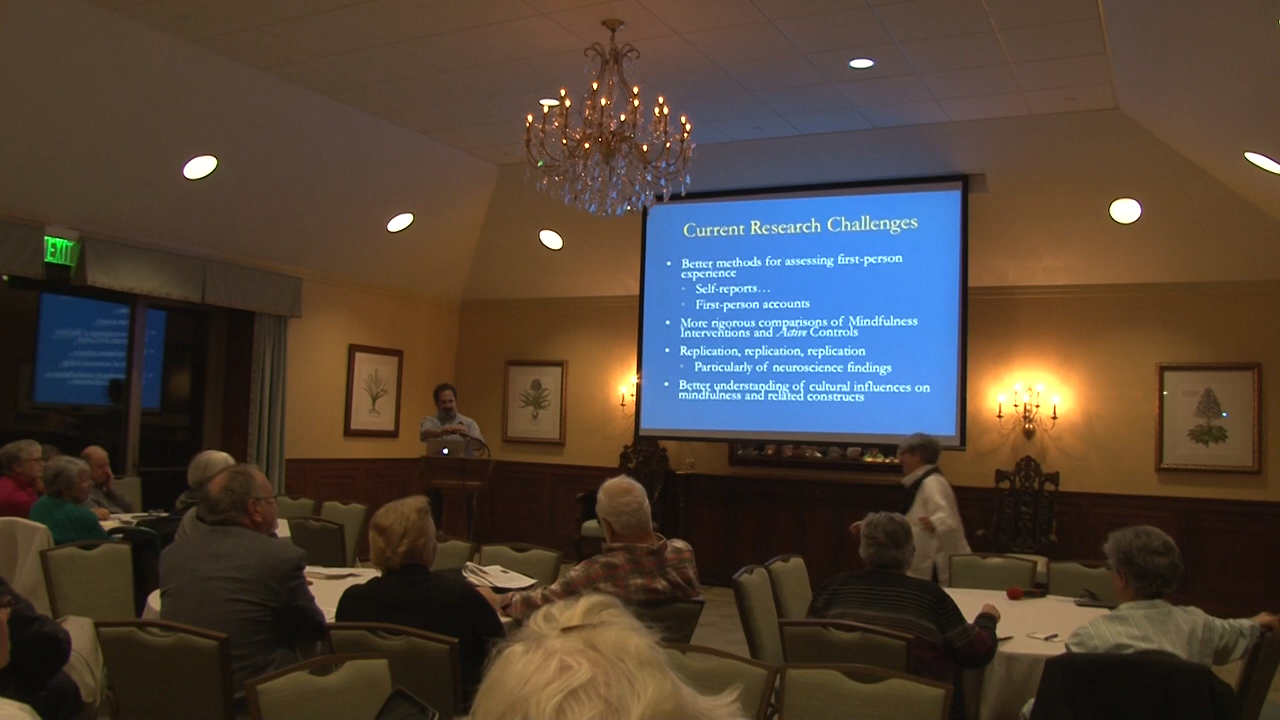 EXIT
Current Research Challenges
• Better methods for assessing first-person
experience
• Self-reports…
• First-person accounts
• More rigorous comparisons of Mindfulness
Interventions and Active Controls
• Replication, replication, replication
• Particularly of neuroscience findings
• Better understanding of cultural influences on
mindfulness and related constructs